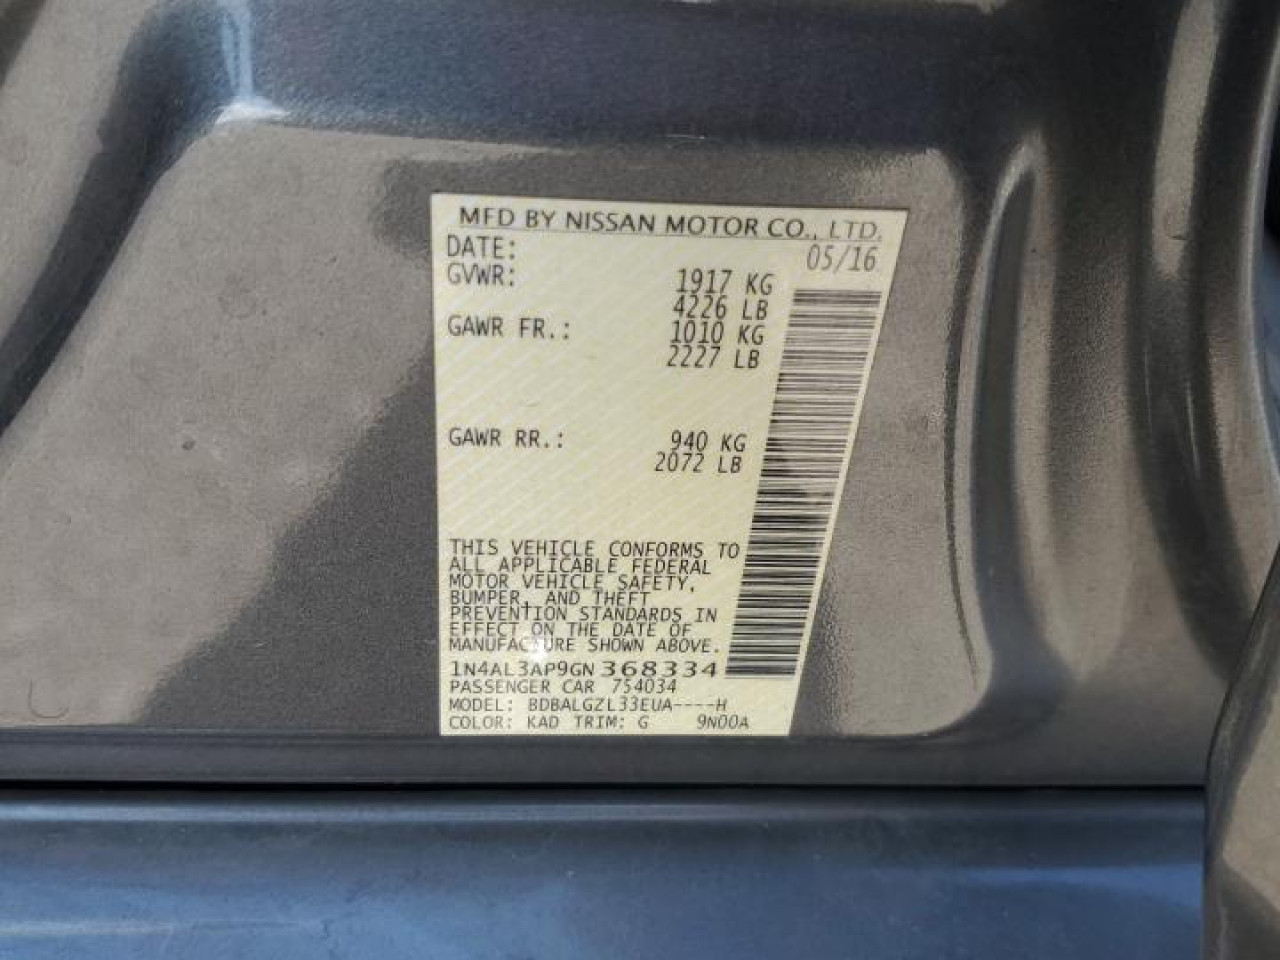 MFD BY NISSAN MOTOR CO., LTD.
DATE: 05/16
GVWR: 1917 KG
4226 LB
GAWR FR.: 1010 KG
2227 LB
GAWR RR.: 940 KG
2072 LB
THIS VEHICLE CONFORMS TO
ALL APPLICABLE FEDERAL
MOTOR VEHICLE SAFETY,
BUMPER, AND THEFT
PREVENTION STANDARDS IN
EFFECT ON THE DATE OF
MANUFACTURE SHOWN ABOVE.
1N4AL3AP9GN368334
PASSENGER CAR 754034
MODEL: BDBALGZL33EUA----H
COLOR: KAD TRIM: G 9N00A